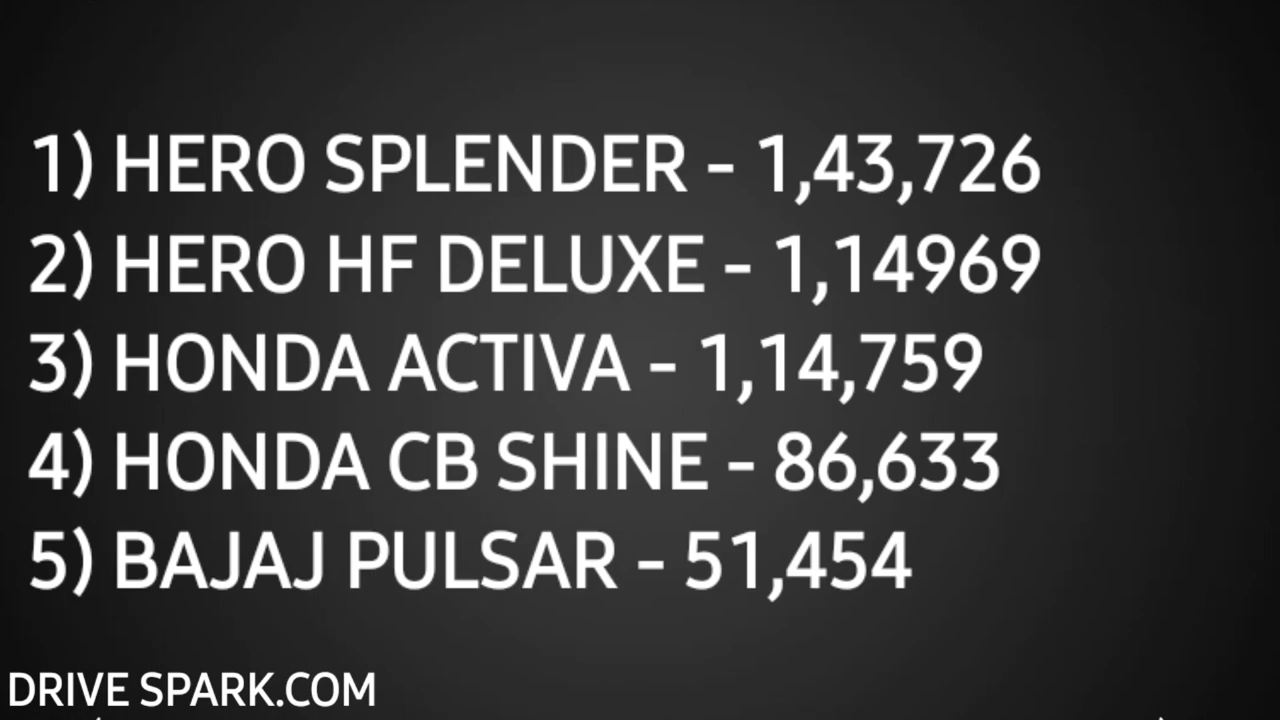 1) HERO SPLENDER - 1,43,726
2) HERO HF DELUXE - 1,14969
3) HONDA ACTIVA - 1,14,759
4) HONDA CB SHINE - 86,633
5) BAJAJ PULSAR - 51,454
DRIVE SPARK.COM